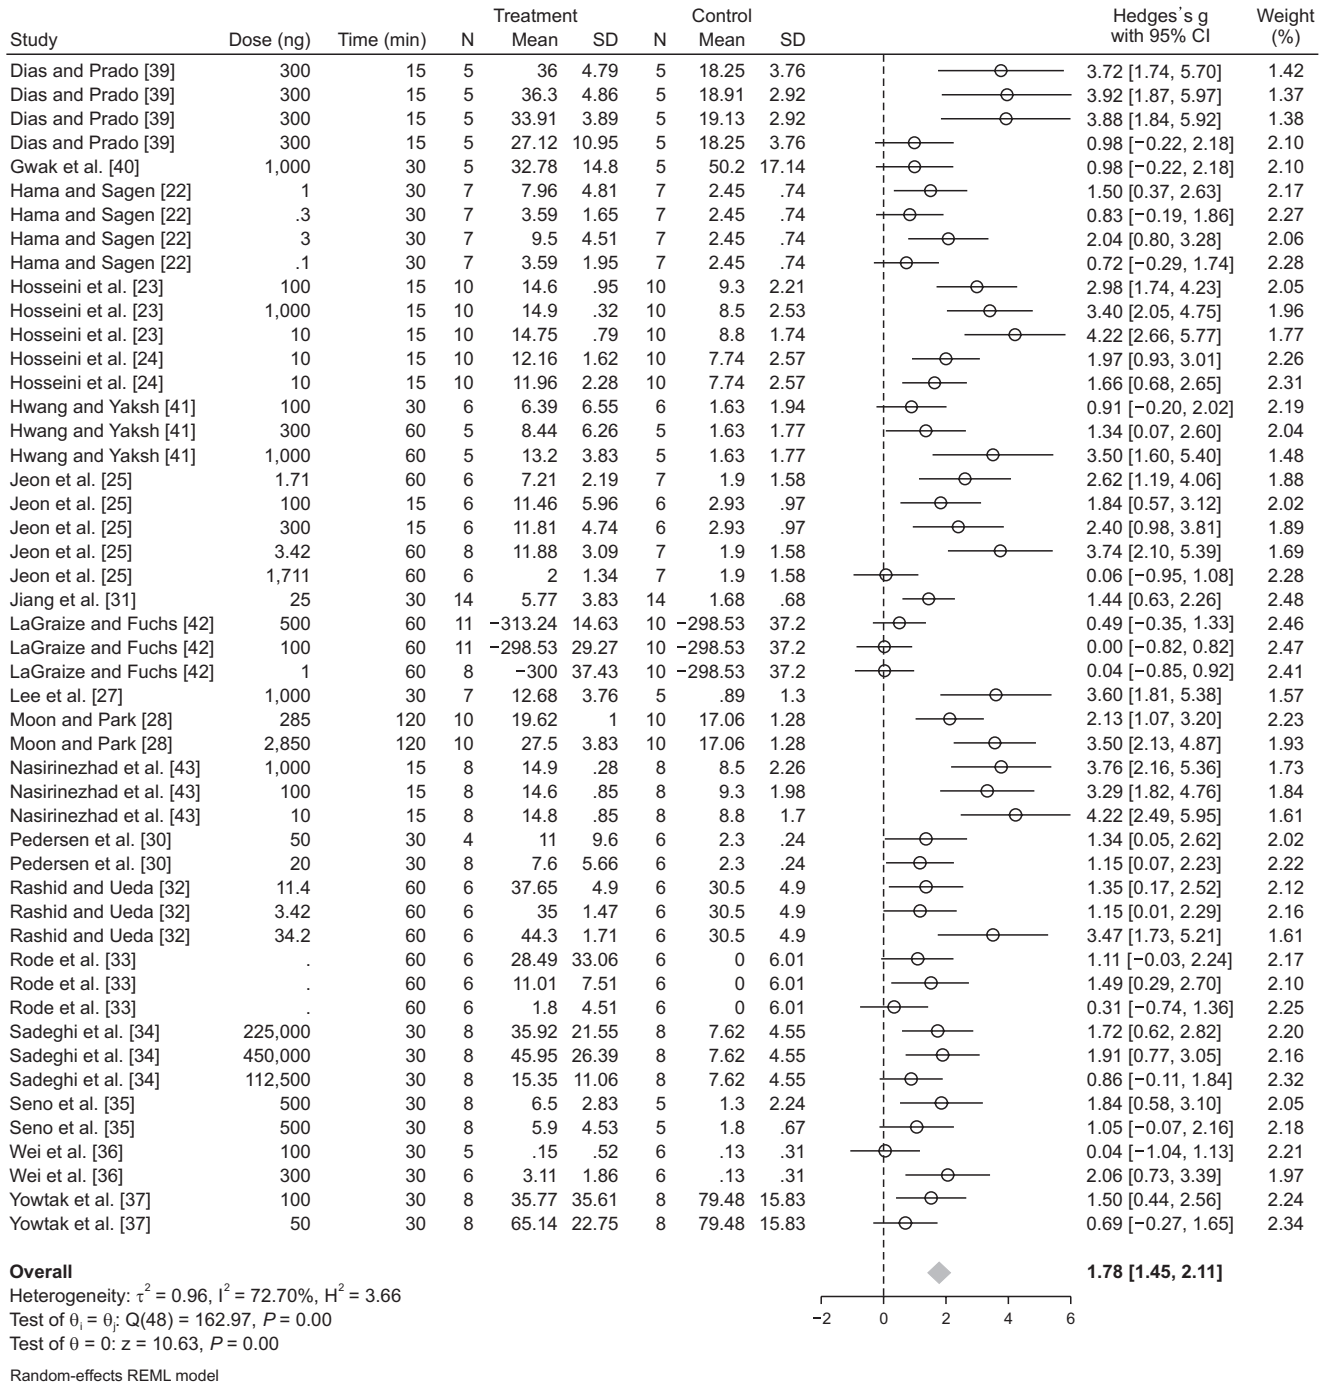 Treatment Control Hedges's g Weight
Study Dose (ng) Time (min) N Mean SD N Mean SD with 95% CI (%)
Dias and Prado [39] 300 15 5 36 4.79 5 18.25 3.76 3.72 [1.74, 5.70] 1.42
Dias and Prado [39] 300 15 5 36.3 4.86 5 18.91 2.92 3.92 [1.87, 5.97] 1.37
Dias and Prado [39] 300 15 5 33.91 3.89 5 19.13 2.92 3.88 [1.84, 5.92] 1.38
Dias and Prado [39] 300 15 5 27.12 10.95 5 18.25 3.76 0.98 [−0.22, 2.18] 2.10
Gwak et al. [40] 1,000 30 5 32.78 14.8 5 50.2 17.14 0.98 [−0.22, 2.18] 2.10
Hama and Sagen [22] 1 30 7 7.96 4.81 7 2.45 .74 1.50 [0.37, 2.63] 2.17
Hama and Sagen [22] .3 30 7 3.59 1.65 7 2.45 .74 0.83 [−0.19, 1.86] 2.27
Hama and Sagen [22] 3 30 7 9.5 4.51 7 2.45 .74 2.04 [0.80, 3.28] 2.06
Hama and Sagen [22] .1 30 7 3.59 1.95 7 2.45 .74 0.72 [−0.29, 1.74] 2.28
Hosseini et al. [23] 100 15 10 14.6 .95 10 9.3 2.21 2.98 [1.74, 4.23] 2.05
Hosseini et al. [23] 1,000 15 10 14.9 .32 10 8.5 2.53 3.40 [2.05, 4.75] 1.96
Hosseini et al. [23] 10 15 10 14.75 .79 10 8.8 1.74 4.22 [2.66, 5.77] 1.77
Hosseini et al. [24] 10 15 10 12.16 1.62 10 7.74 2.57 1.97 [0.93, 3.01] 2.26
Hosseini et al. [24] 10 15 10 11.96 2.28 10 7.74 2.57 1.66 [0.68, 2.65] 2.31
Hwang and Yaksh [41] 100 30 6 6.39 6.55 6 1.63 1.94 0.91 [−0.20, 2.02] 2.19
Hwang and Yaksh [41] 300 60 5 8.44 6.26 5 1.63 1.77 1.34 [0.07, 2.60] 2.04
Hwang and Yaksh [41] 1,000 60 5 13.2 3.83 5 1.63 1.77 3.50 [1.60, 5.40] 1.48
Jeon et al. [25] 1.71 60 6 7.21 2.19 7 1.9 1.58 2.62 [1.19, 4.06] 1.88
Jeon et al. [25] 100 15 6 11.46 5.96 6 2.93 .97 1.84 [0.57, 3.12] 2.02
Jeon et al. [25] 300 15 6 11.81 4.74 6 2.93 .97 2.40 [0.98, 3.81] 1.89
Jeon et al. [25] 3.42 60 8 11.88 3.09 7 1.9 1.58 3.74 [2.10, 5.39] 1.69
Jeon et al. [25] 1,711 60 6 2 1.34 7 1.9 1.58 0.06 [−0.95, 1.08] 2.28
Jiang et al. [31] 25 30 14 5.77 3.83 14 1.68 .68 1.44 [0.63, 2.26] 2.48
LaGraize and Fuchs [42] 500 60 11 −313.24 14.63 10 −298.53 37.2 0.49 [−0.35, 1.33] 2.46
LaGraize and Fuchs [42] 100 60 11 −298.53 29.27 10 −298.53 37.2 0.00 [−0.82, 0.82] 2.47
LaGraize and Fuchs [42] 1 60 8 −300 37.43 10 −298.53 37.2 0.04 [−0.85, 0.92] 2.41
Lee et al. [27] 1,000 30 7 12.68 3.76 5 .89 1.3 3.60 [1.81, 5.38] 1.57
Moon and Park [28] 285 120 10 19.62 1 10 17.06 1.28 2.13 [1.07, 3.20] 2.23
Moon and Park [28] 2,850 120 10 27.5 3.83 10 17.06 1.28 3.50 [2.13, 4.87] 1.93
Nasirinezhad et al. [43] 1,000 15 8 14.9 .28 8 8.5 2.26 3.76 [2.16, 5.36] 1.73
Nasirinezhad et al. [43] 100 15 8 14.6 .85 8 9.3 1.98 3.29 [1.82, 4.76] 1.84
Nasirinezhad et al. [43] 10 15 8 14.8 .85 8 8.8 1.7 4.22 [2.49, 5.95] 1.61
Pedersen et al. [30] 50 30 4 11 9.6 6 2.3 .24 1.34 [0.05, 2.62] 2.02
Pedersen et al. [30] 20 30 8 7.6 5.66 6 2.3 .24 1.15 [0.07, 2.23] 2.22
Rashid and Ueda [32] 11.4 60 6 37.65 4.9 6 30.5 4.9 1.35 [0.17, 2.52] 2.12
Rashid and Ueda [32] 3.42 60 6 35 1.47 6 30.5 4.9 1.15 [0.01, 2.29] 2.16
Rashid and Ueda [32] 34.2 60 6 44.3 1.71 6 30.5 4.9 3.47 [1.73, 5.21] 1.61
Rode et al. [33] . 60 6 28.49 33.06 6 0 6.01 1.11 [−0.03, 2.24] 2.17
Rode et al. [33] . 60 6 11.01 7.51 6 0 6.01 1.49 [0.29, 2.70] 2.10
Rode et al. [33] . 60 6 1.8 4.51 6 0 6.01 0.31 [−0.74, 1.36] 2.25
Sadeghi et al. [34] 225,000 30 8 35.92 21.55 8 7.62 4.55 1.72 [0.62, 2.82] 2.20
Sadeghi et al. [34] 450,000 30 8 45.95 26.39 8 7.62 4.55 1.91 [0.77, 3.05] 2.16
Sadeghi et al. [34] 112,500 30 8 15.35 11.06 8 7.62 4.55 0.86 [−0.11, 1.84] 2.32
Seno et al. [35] 500 30 8 6.5 2.83 5 1.3 2.24 1.84 [0.58, 3.10] 2.05
Seno et al. [35] 500 30 8 5.9 4.53 5 1.8 .67 1.05 [−0.07, 2.16] 2.18
Wei et al. [36] 100 30 5 .15 .52 6 .13 .31 0.04 [−1.04, 1.13] 2.21
Wei et al. [36] 300 30 6 3.11 1.86 6 .13 .31 2.06 [0.73, 3.39] 1.97
Yowtak et al. [37] 100 30 8 35.77 35.61 8 79.48 15.83 1.50 [0.44, 2.56] 2.24
Yowtak et al. [37] 50 30 8 65.14 22.75 8 79.48 15.83 0.69 [−0.27, 1.65] 2.34
Overall 1.78 [1.45, 2.11]
Heterogeneity: τ² = 0.96, I² = 72.70%, H² = 3.66
−2 0 2 4 6
Test of θᵢ = θⱼ: Q(48) = 162.97, P = 0.00
Test of θ = 0: z = 10.63, P = 0.00
Random-effects REML model